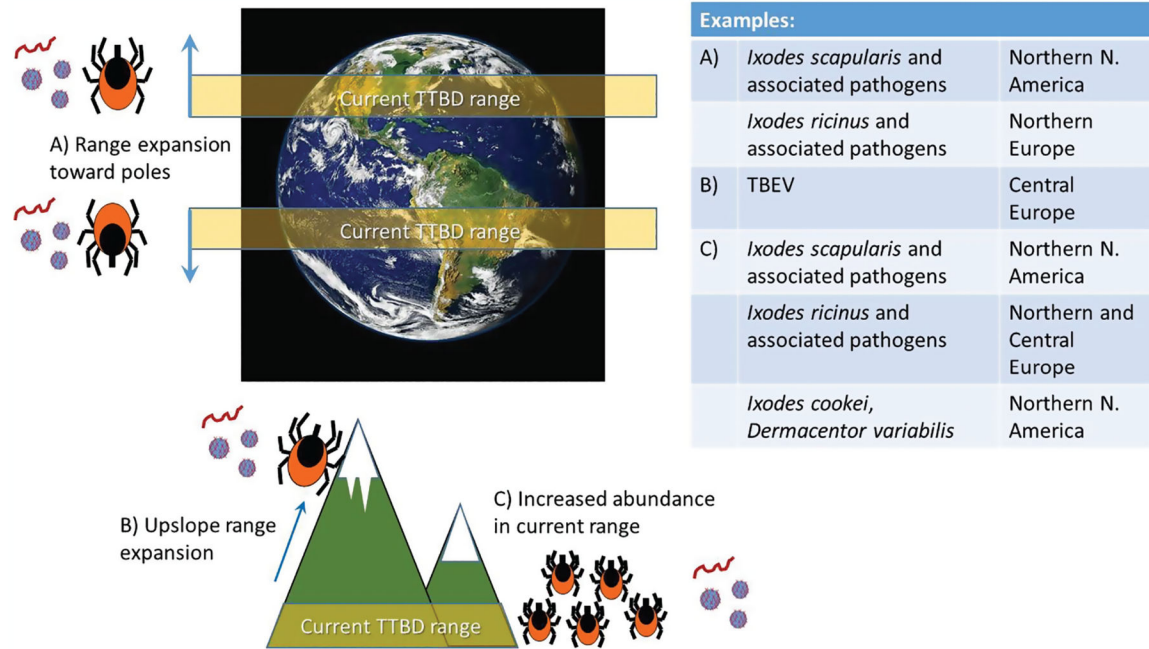 Current TTBD range
A) Range expansion
toward poles
Current TTBD range
B) Upslope range
expansion
C) Increased abundance
in current range
Current TTBD range
Examples:
A) Ixodes scapularis and Northern N.
associated pathogens America
Ixodes ricinus and Northern
associated pathogens Europe
B) TBEV Central
Europe
C) Ixodes scapularis and Northern N.
associated pathogens America
Ixodes ricinus and Northern and
associated pathogens Central
Europe
Ixodes cookei, Northern N.
Dermacentor variabilis America